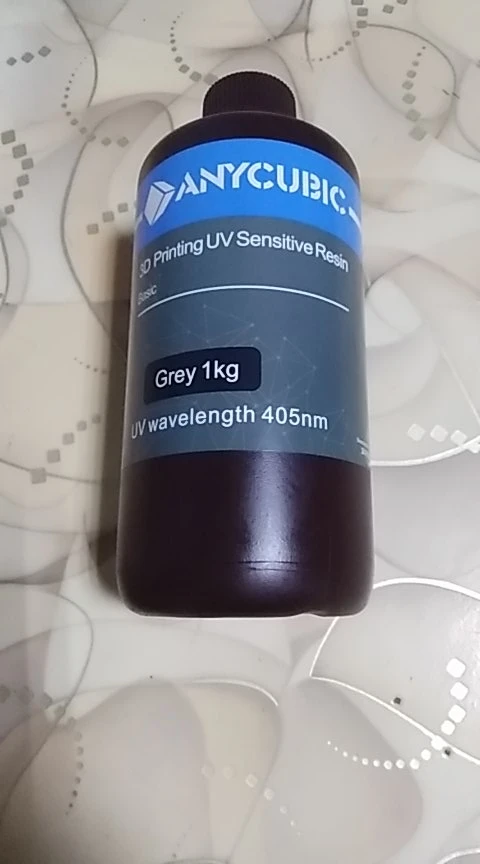 ANYCUBIC
3D Printing UV Sensitive Resin
Basic
Grey 1kg
UV wavelength 405nm